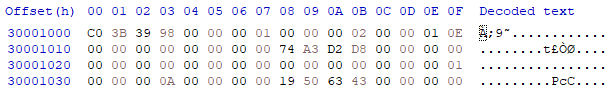 Offset(h) 00 01 02 03 04 05 06 07 08 09 0A 0B 0C 0D 0E 0F Decoded text
30001000 C0 3B 39 98 00 00 00 01 00 00 00 02 00 00 01 0E À;9˜............
30001010 00 00 00 00 00 00 00 00 74 A3 D2 D8 00 00 00 00 ........t£ÒØ....
30001020 00 00 00 00 00 00 00 00 00 00 00 00 00 00 00 01 ................
30001030 00 00 00 0A 00 00 00 00 19 50 63 43 00 00 00 00 .........PcC....